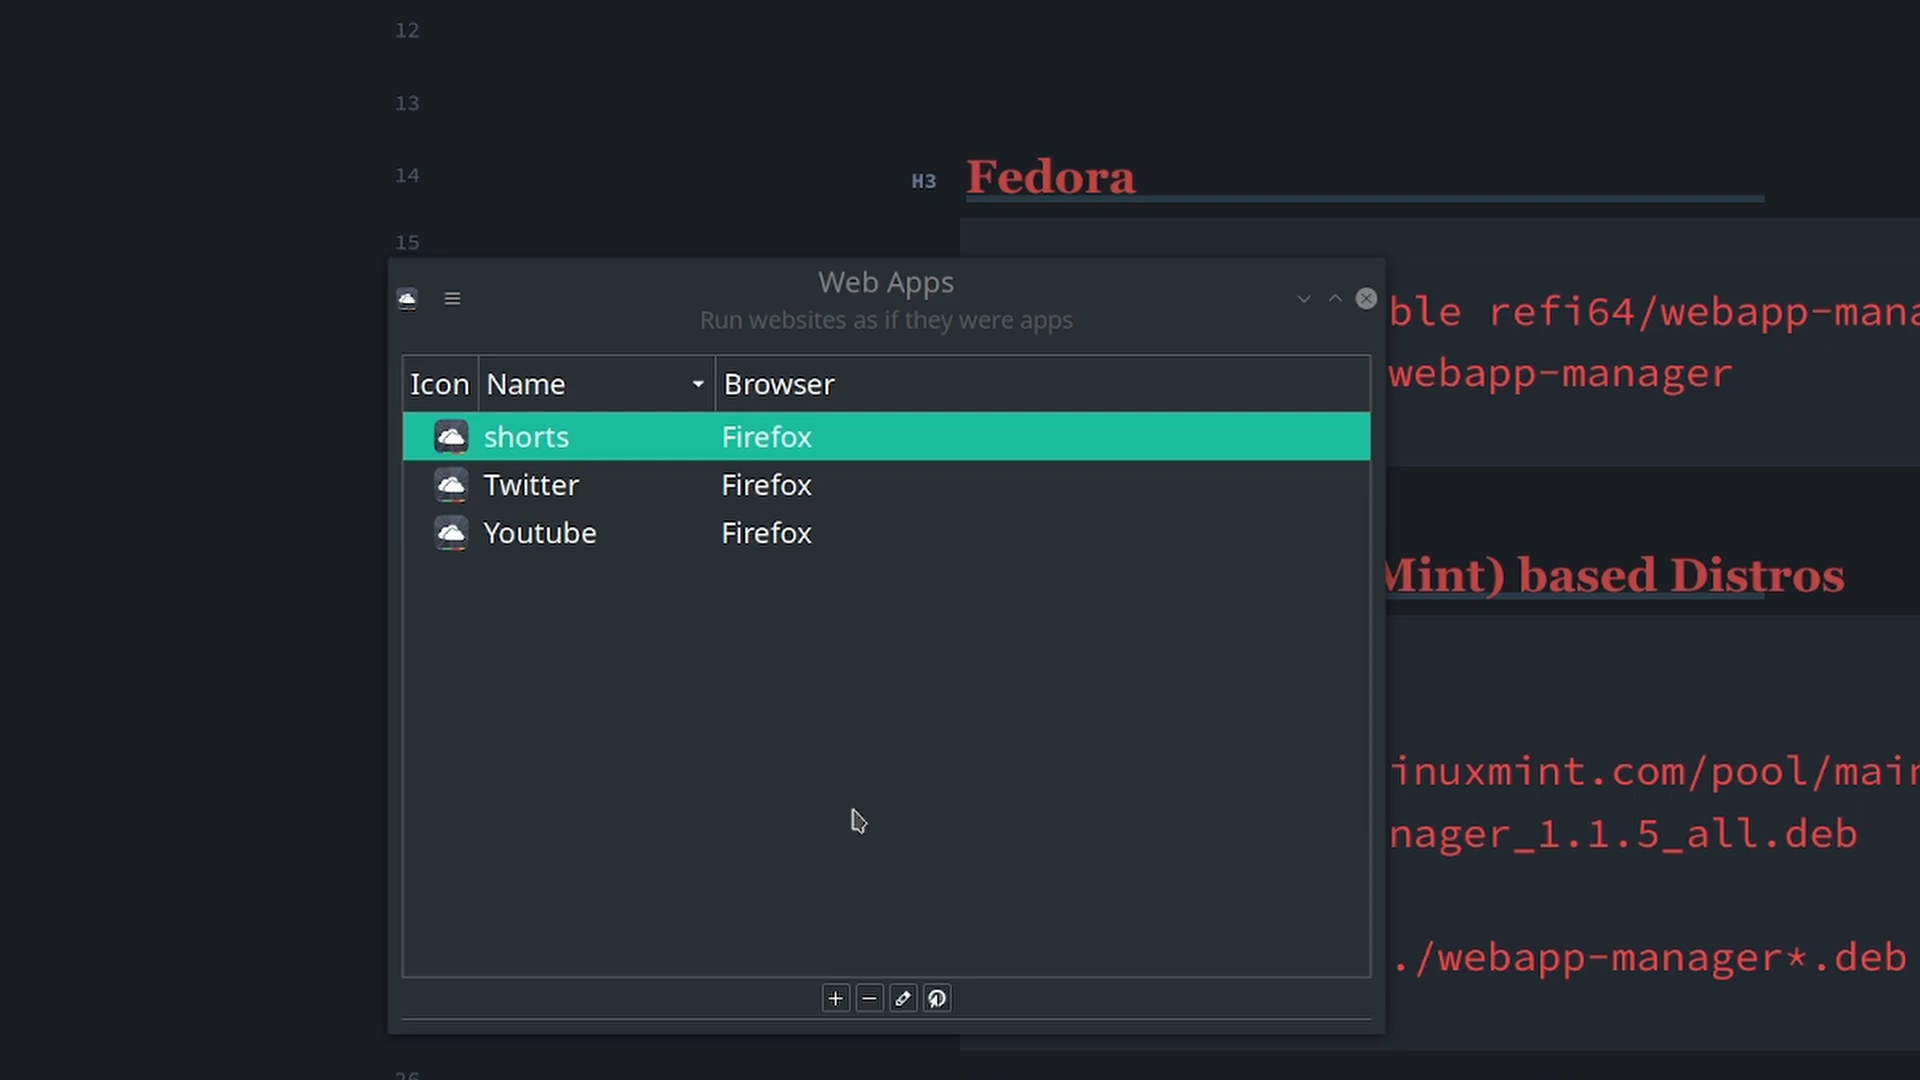 12
13
14
H3 Fedora
15
Web Apps
Run websites as if they were apps
Icon Name Browser
shorts Firefox
Twitter Firefox
Youtube Firefox
ble refi64/webapp-mana
webapp-manager
Mint) based Distros
inuxmint.com/pool/main
nager_1.1.5_all.deb
./webapp-manager*.deb
26